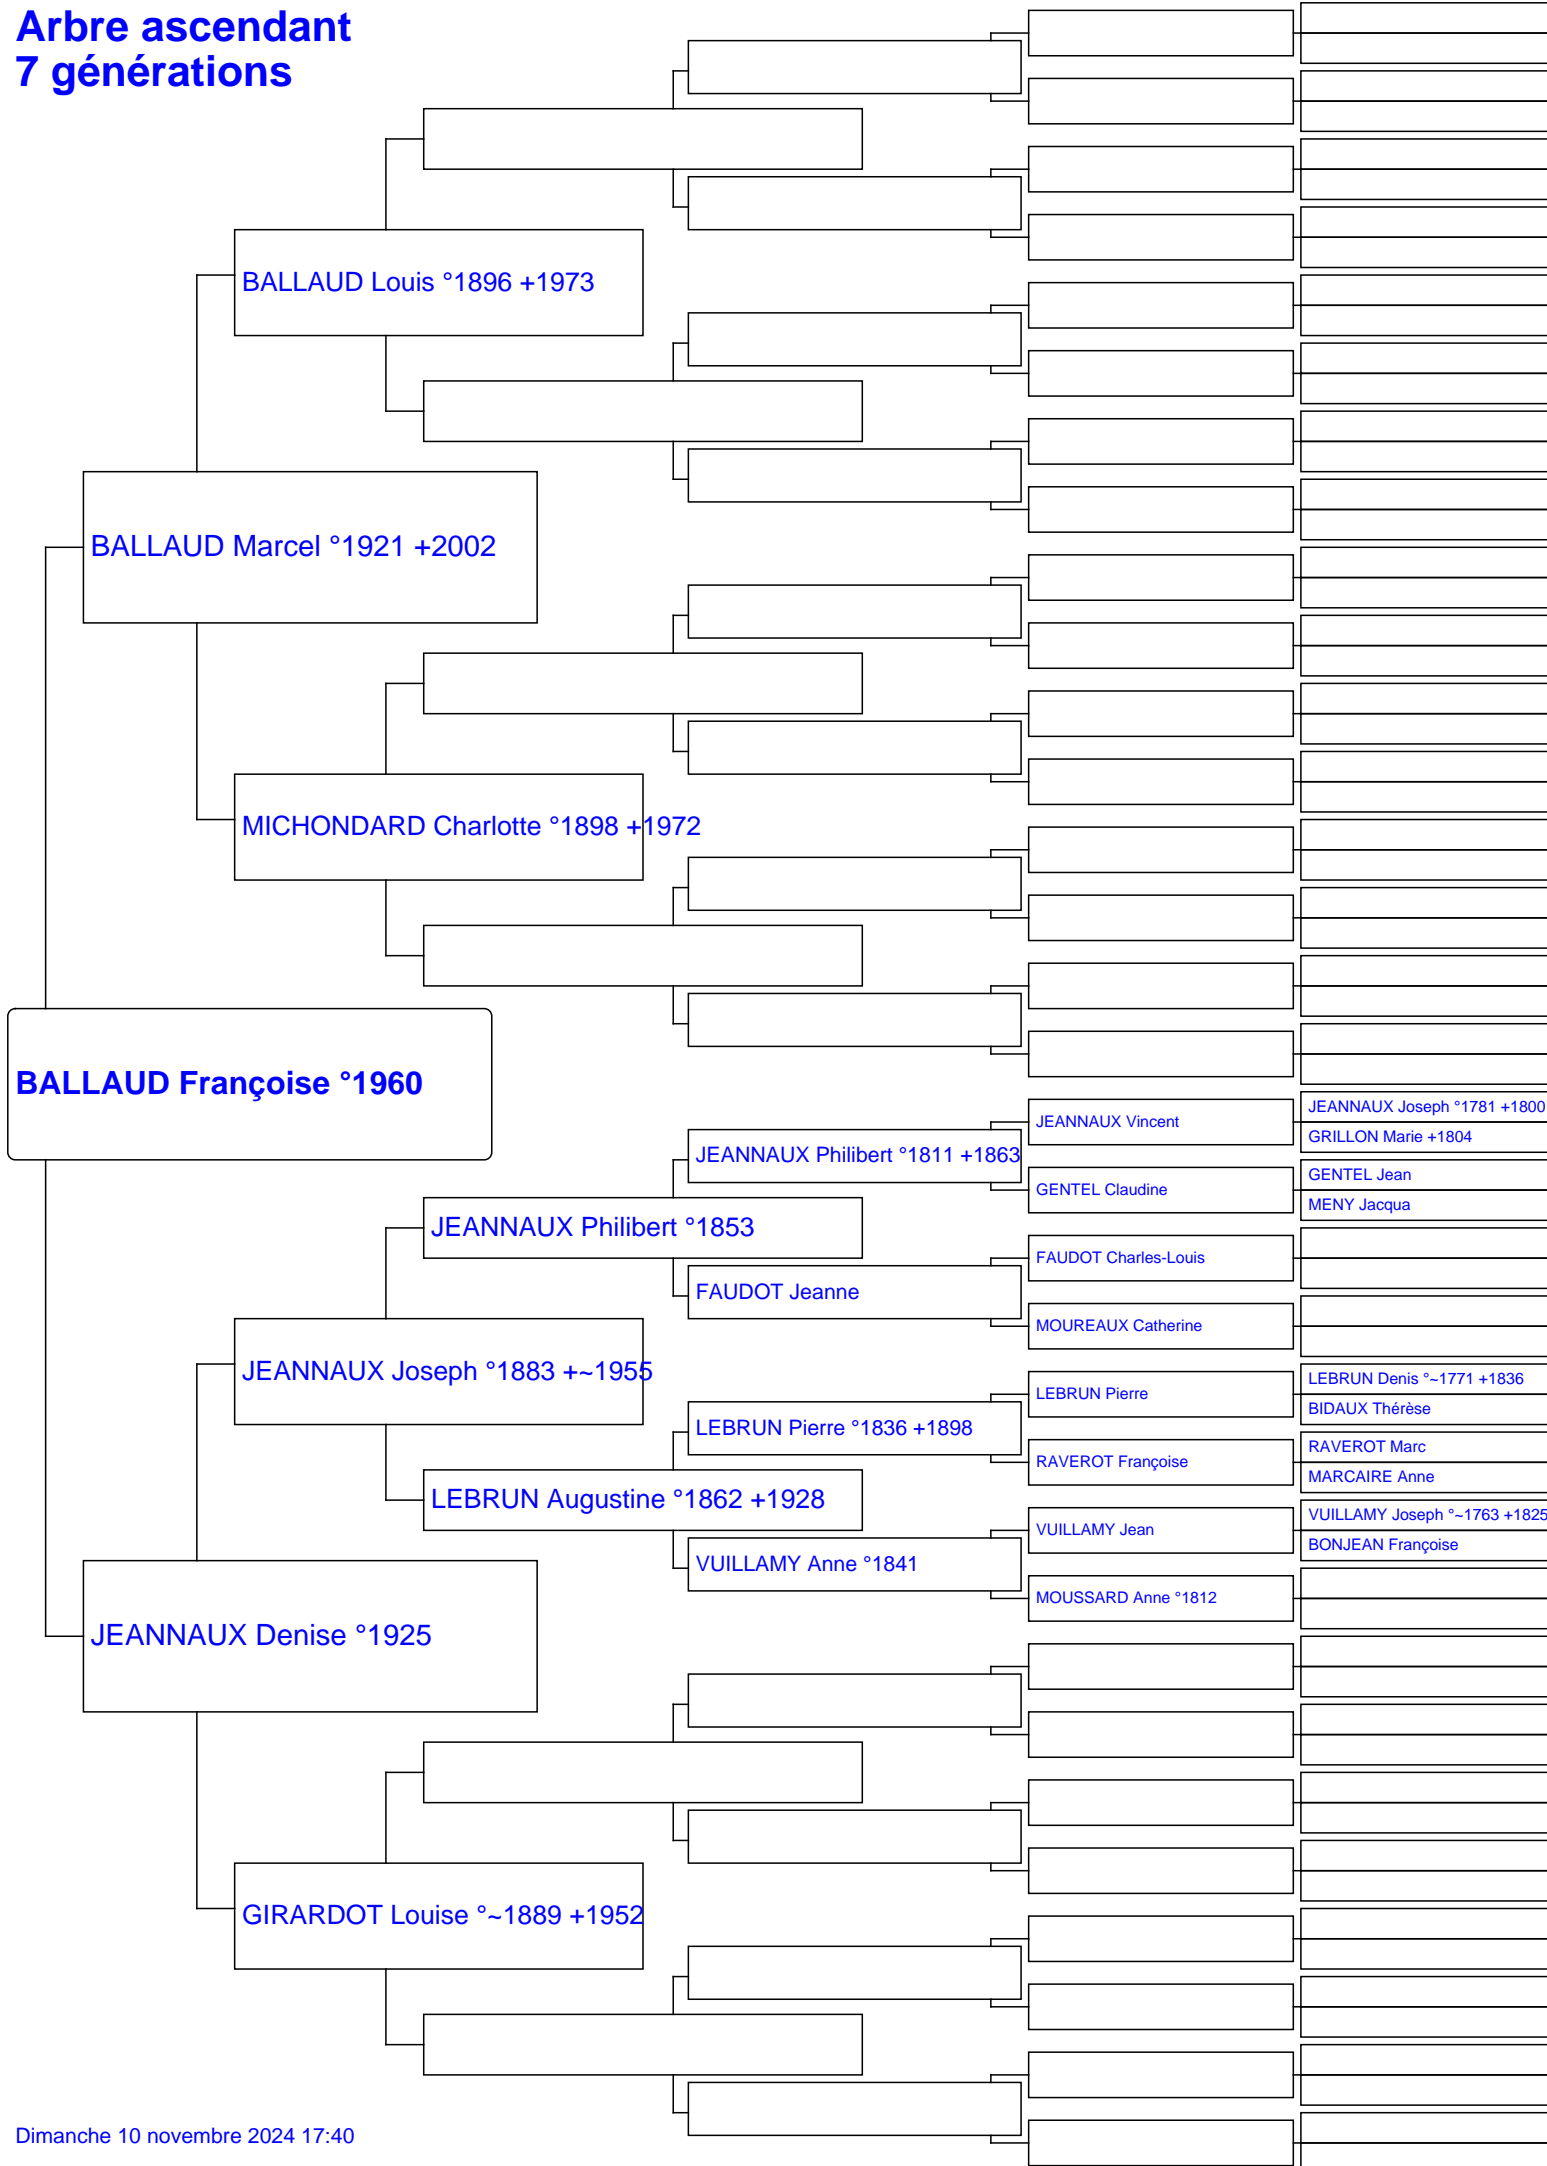 Arbre ascendant
7 générations
BALLAUD Louis °1896 +1973
BALLAUD Marcel °1921 +2002
MICHONDARD Charlotte °1898 +1972
BALLAUD Françoise °1960
JEANNAUX Joseph °1781 +1800
JEANNAUX Vincent
GRILLON Marie +1804
JEANNAUX Philibert °1811 +1863
GENTEL Jean
GENTEL Claudine
MENY Jacqua
JEANNAUX Philibert °1853
FAUDOT Charles-Louis
FAUDOT Jeanne
MOUREAUX Catherine
JEANNAUX Joseph °1883 +~1955
LEBRUN Denis °~1771 +1836
LEBRUN Pierre
BIDAUX Thérèse
LEBRUN Pierre °1836 +1898
RAVEROT Marc
RAVEROT Françoise
MARCAIRE Anne
LEBRUN Augustine °1862 +1928
VUILLAMY Joseph °~1763 +1825
VUILLAMY Jean
BONJEAN Françoise
VUILLAMY Anne °1841
MOUSSARD Anne °1812
JEANNAUX Denise °1925
GIRARDOT Louise °~1889 +1952
Dimanche 10 novembre 2024 17:40